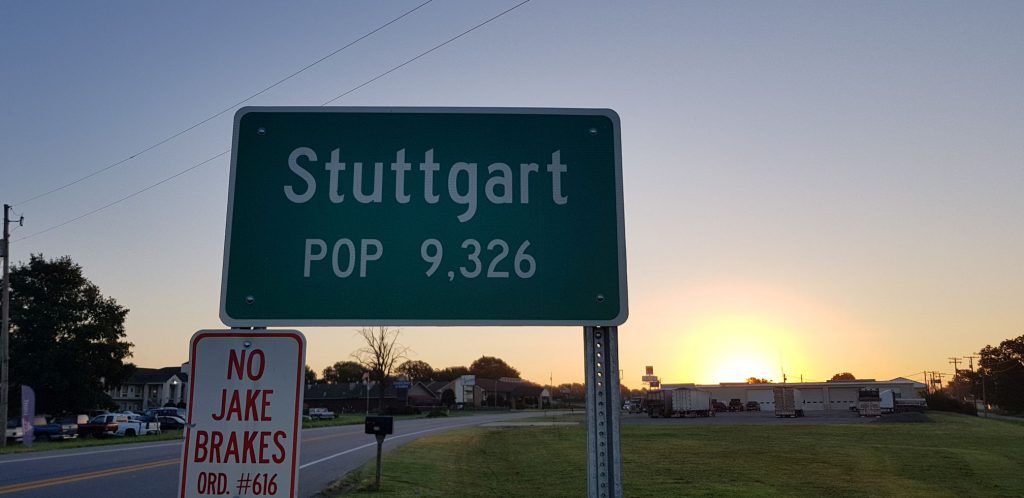 Stuttgart
POP 9,326
NO
JAKE
BRAKES
ORD. #616